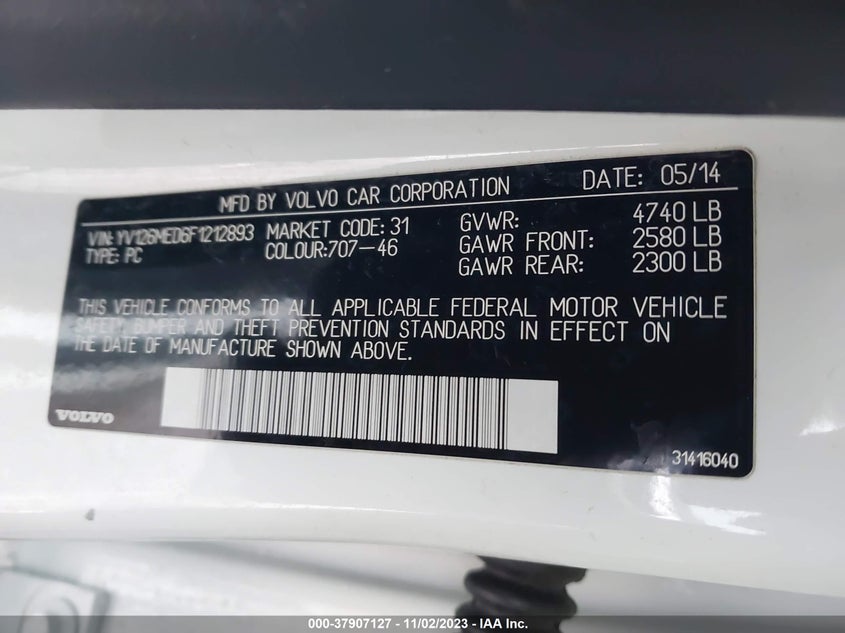 MFD BY VOLVO CAR CORPORATION DATE: 05/14
VIN: YV126MED6F1212893 MARKET CODE: 31 GVWR: 4740 LB
TYPE: PC COLOUR:707-46 GAWR FRONT: 2580 LB
GAWR REAR: 2300 LB
THIS VEHICLE CONFORMS TO ALL APPLICABLE FEDERAL MOTOR VEHICLE
SAFETY, BUMPER AND THEFT PREVENTION STANDARDS IN EFFECT ON
THE DATE OF MANUFACTURE SHOWN ABOVE.
VOLVO
31416040
000-37907127 - 11/02/2023 - IAA Inc.